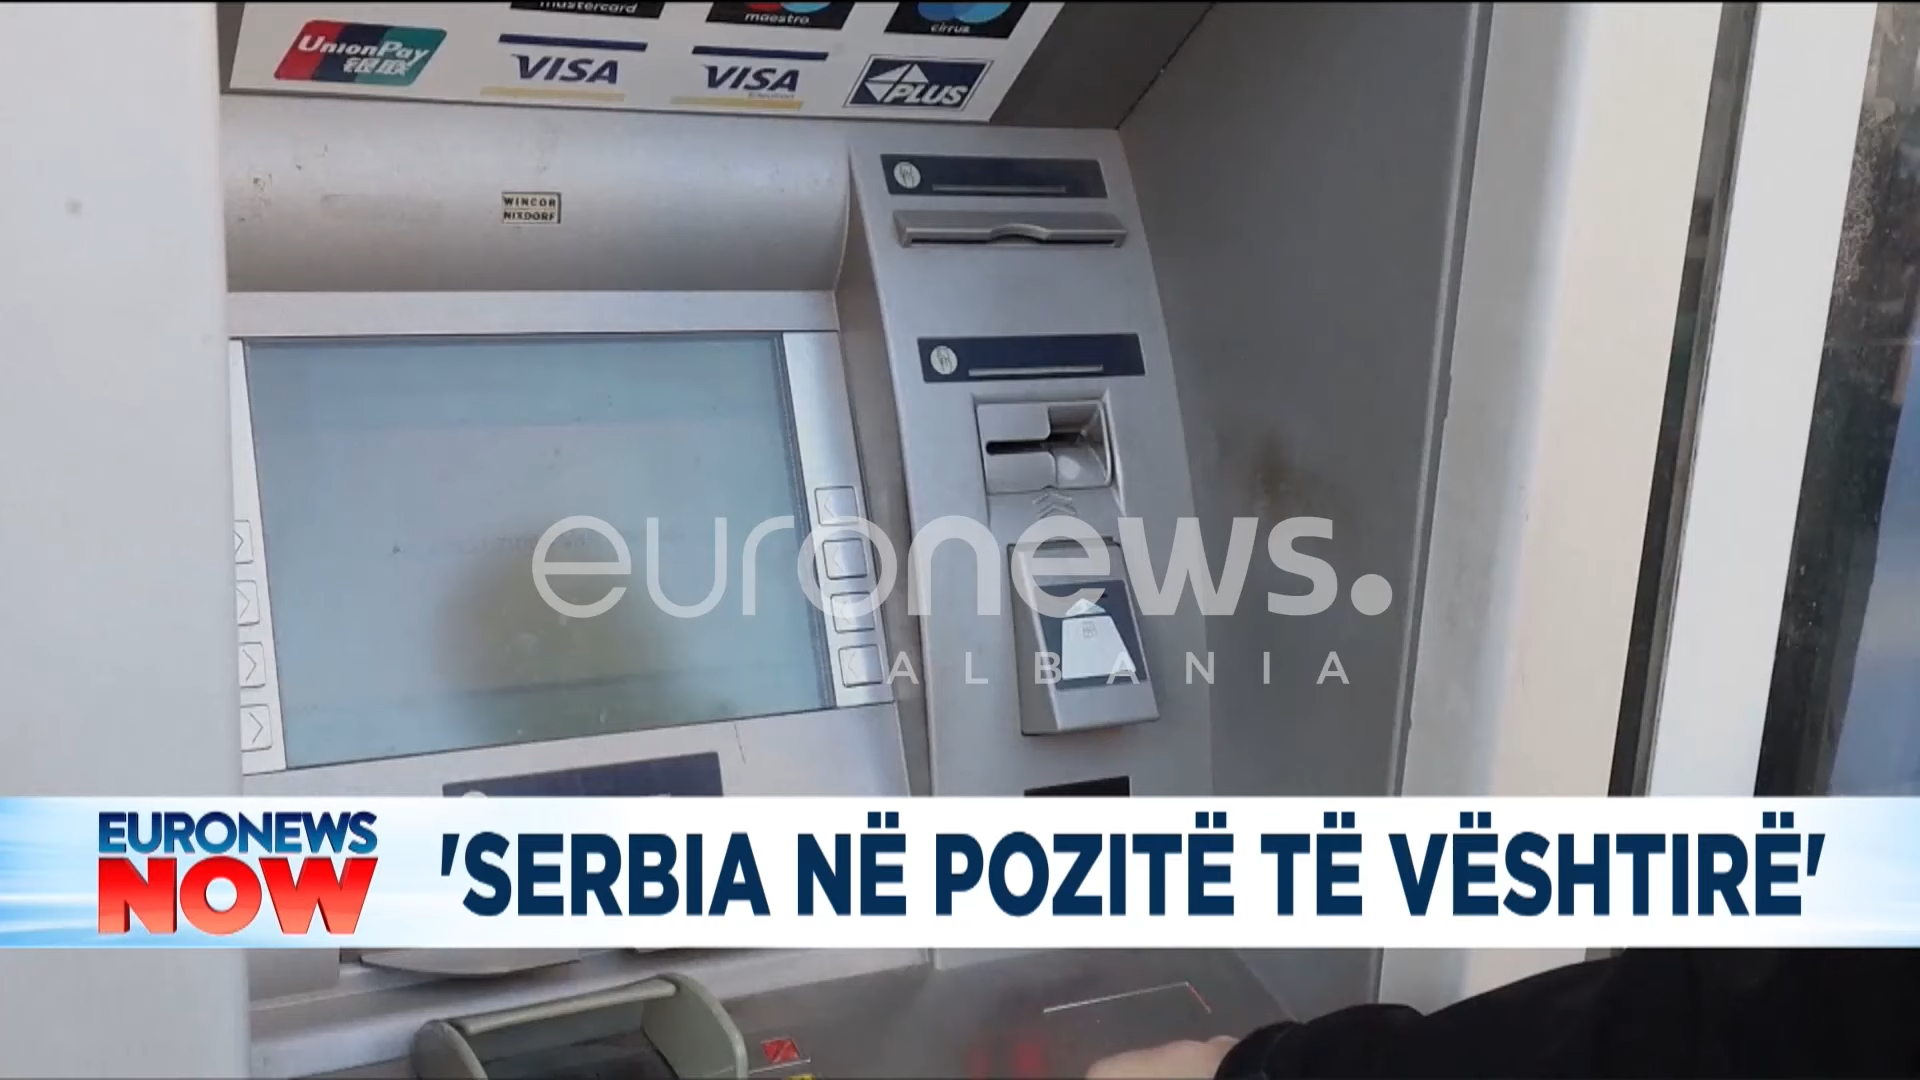 mastercard
maestro
cirrus
UnionPay
银联
VISA
VISA
Electron
PLUS
WINCOR
NIXDORF
euronews.
ALBANIA
EURONEWS
NOW
'SERBIA NË POZITË TË VËSHTIRË'